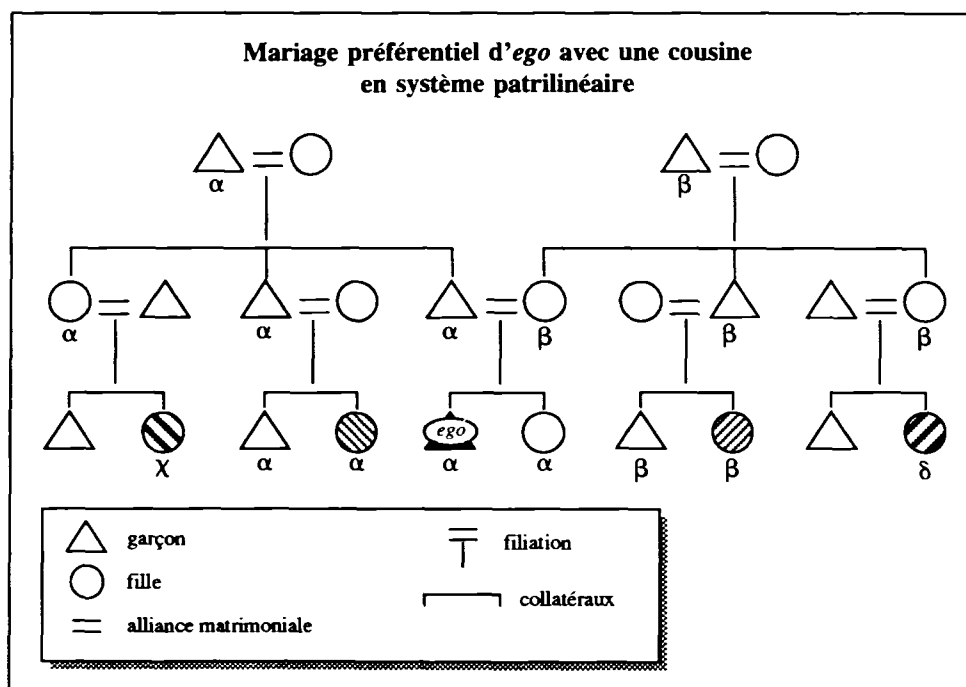 Mariage préférentiel d'ego avec une cousine
en système patrilinéaire
α β
α α α β β β
ego
χ α α α α β β δ
garçon
filiation
fille
collatéraux
alliance matrimoniale